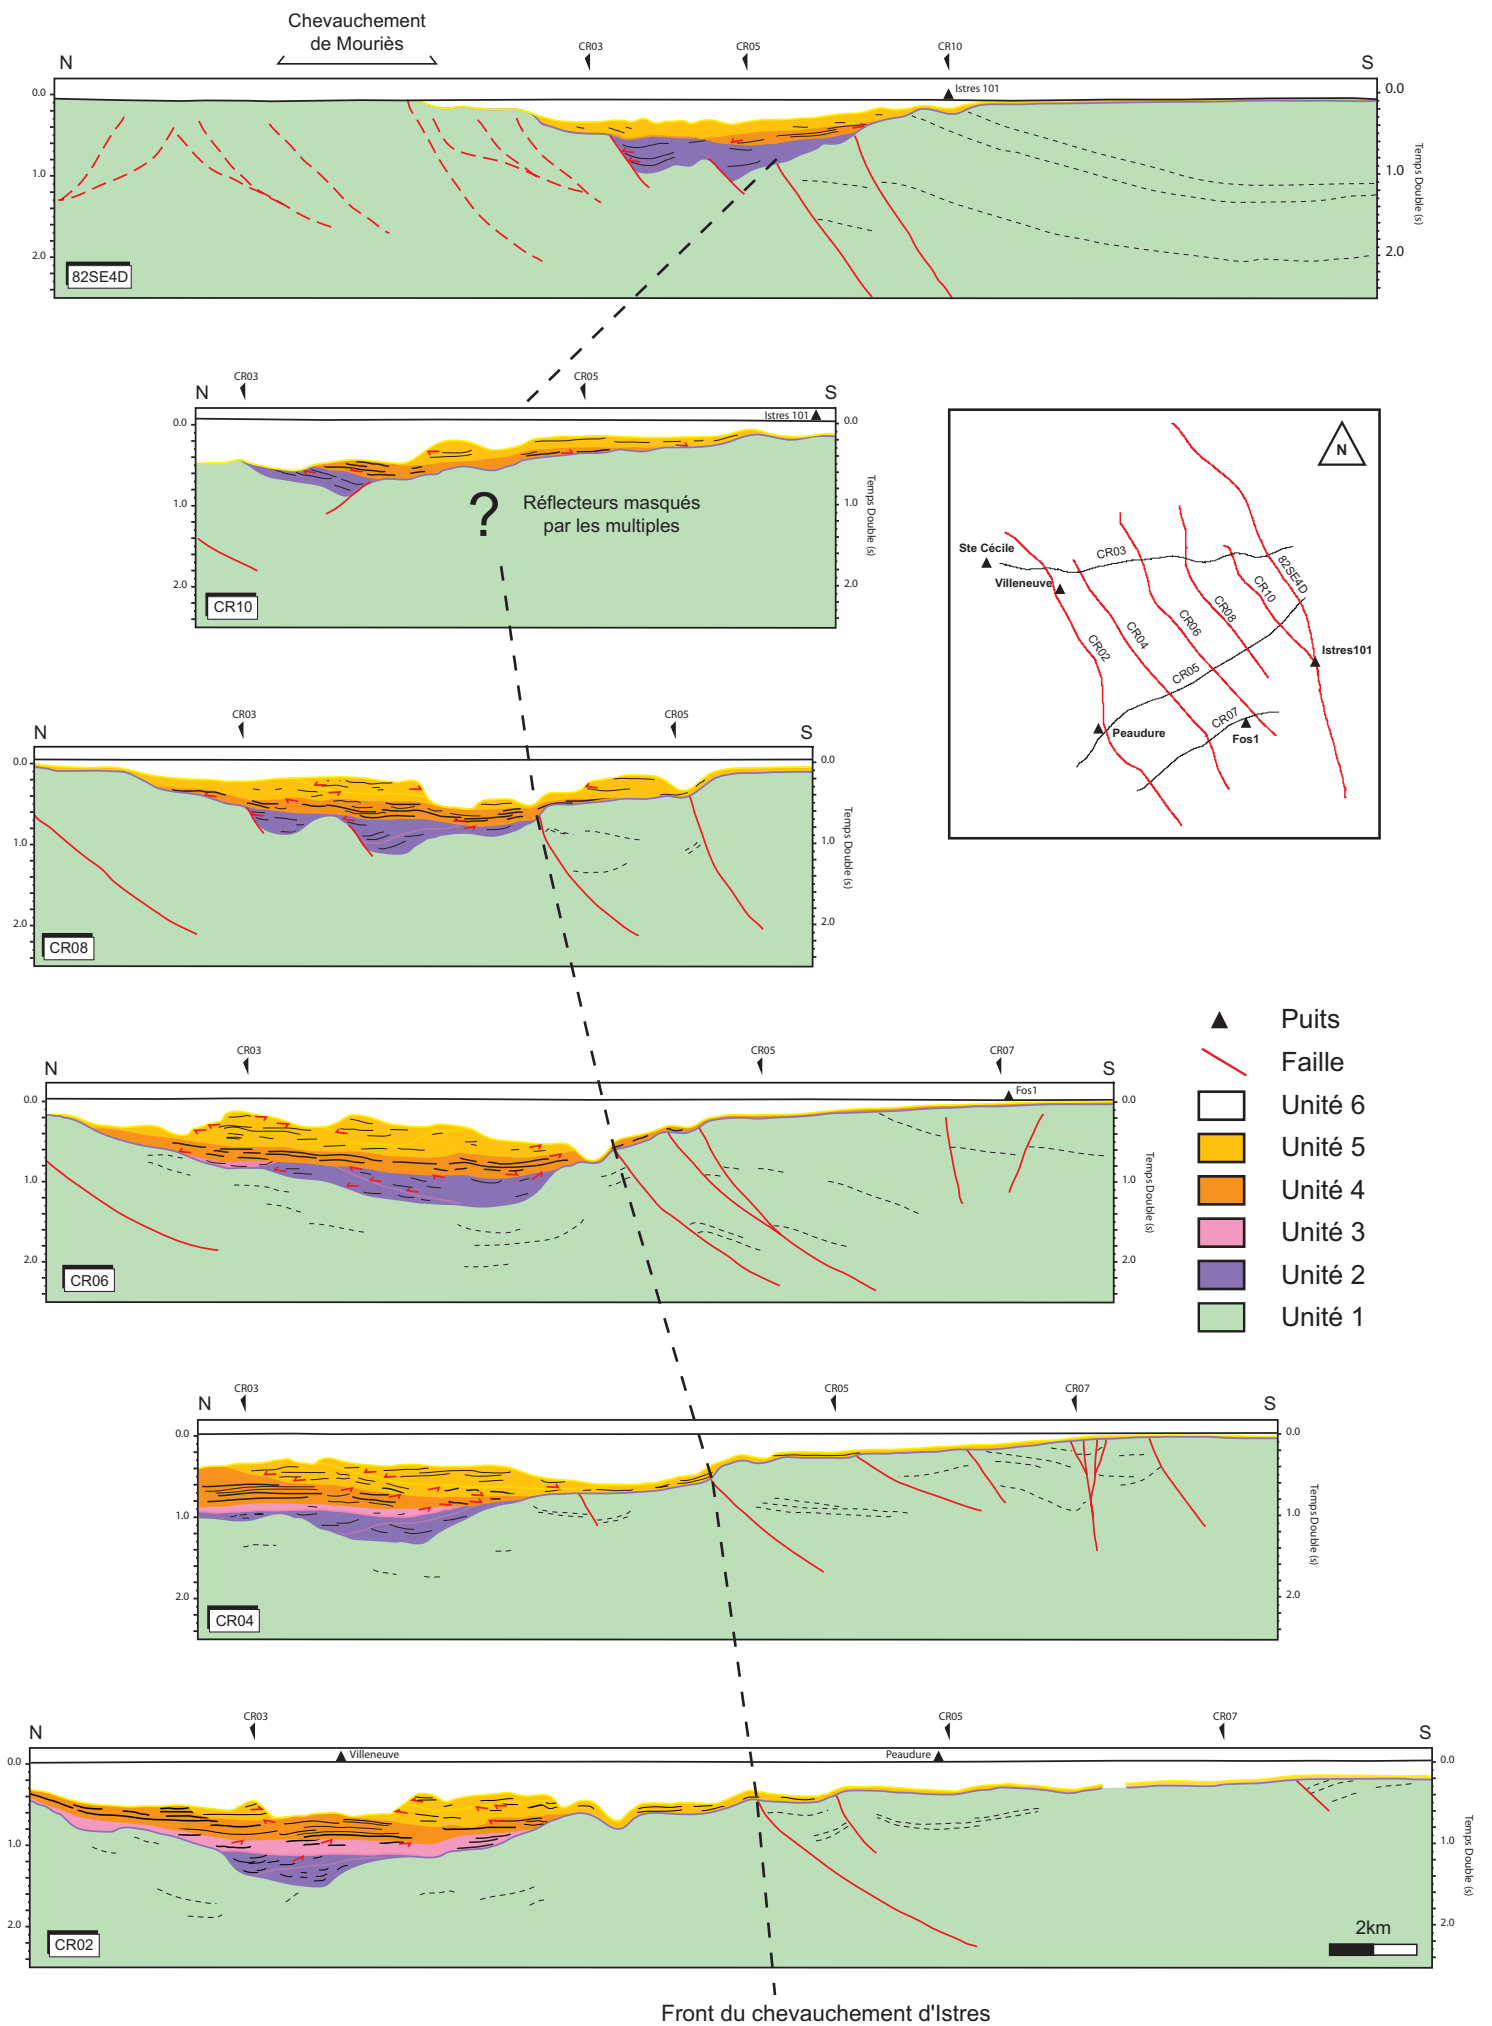 Chevauchement
de Mouriès
N
CR03
CR05
CR10
S
Istres 101
0.0
1.0
2.0
0.0
1.0
2.0
Temps Double (s)
82SE4D
N
CR03
CR05
S
Istres 101
0.0
1.0
2.0
0.0
1.0
2.0
Temps Double (s)
? Réflecteurs masqués
par les multiples
CR10
N
Ste Cécile
Villeneuve
CR03
82SE4D
CR10
CR08
CR06
CR04
CR02
CR05
CR07
Istres101
Peaudure
Fos1
N
CR03
CR05
S
0.0
1.0
2.0
0.0
1.0
2.0
Temps Double (s)
CR08
N
CR03
CR05
CR07
S
Fos1
0.0
1.0
2.0
0.0
1.0
2.0
Temps Double (s)
CR06
Puits
Faille
Unité 6
Unité 5
Unité 4
Unité 3
Unité 2
Unité 1
N
CR03
CR05
CR07
S
0.0
1.0
2.0
0.0
1.0
2.0
Temps Double (s)
CR04
N
CR03
CR05
CR07
S
Villeneuve
Peaudure
0.0
1.0
2.0
0.0
1.0
2.0
Temps Double (s)
CR02
2km
Front du chevauchement d'Istres